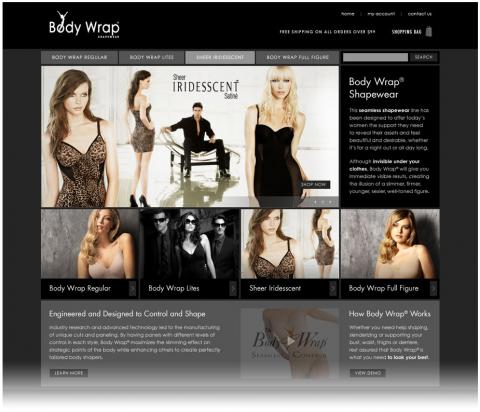 home | my account | contact us
Body Wrap
SHAPEWEAR
FREE SHIPPING ON ALL ORDERS OVER $99 SHOPPING BAG
BODY WRAP REGULAR BODY WRAP LITES SHEER IRIDESCENT BODY WRAP FULL FIGURE SEARCH
Sheer
IRIDESSCENT
Satiné
SHOP NOW
Body Wrap®
Shapewear
This seamless shapewear line has
been designed to offer today's
women the support they need
to reveal their assets and feel
beautiful and desirable, whether
it's for a night out or all day long.
Although invisible under your
clothes, Body Wrap® will give you
immediate visible results, creating
the illusion of a slimmer, firmer,
younger, sexier, well-toned figure.
Body Wrap Regular Body Wrap Lites Sheer Iridescent Body Wrap Full Figure
Engineered and Designed to Control and Shape
Industry research and advanced technology led to the manufacturing
of unique cuts and paneling. By having panels with different levels
of control in each style, Body Wrap® maximizes the slimming effect on
strategic points of the body while enhancing others to create perfectly
tailored body shapers.
LEARN MORE
The
Body Wrap
SEAMLESS CONTROL
How Body Wrap® Works
Whether you need help shaping,
slenderizing or supporting your
bust, waist, thighs or derriere,
rest assured that Body Wrap® is
what you need to look your best.
VIEW DEMO